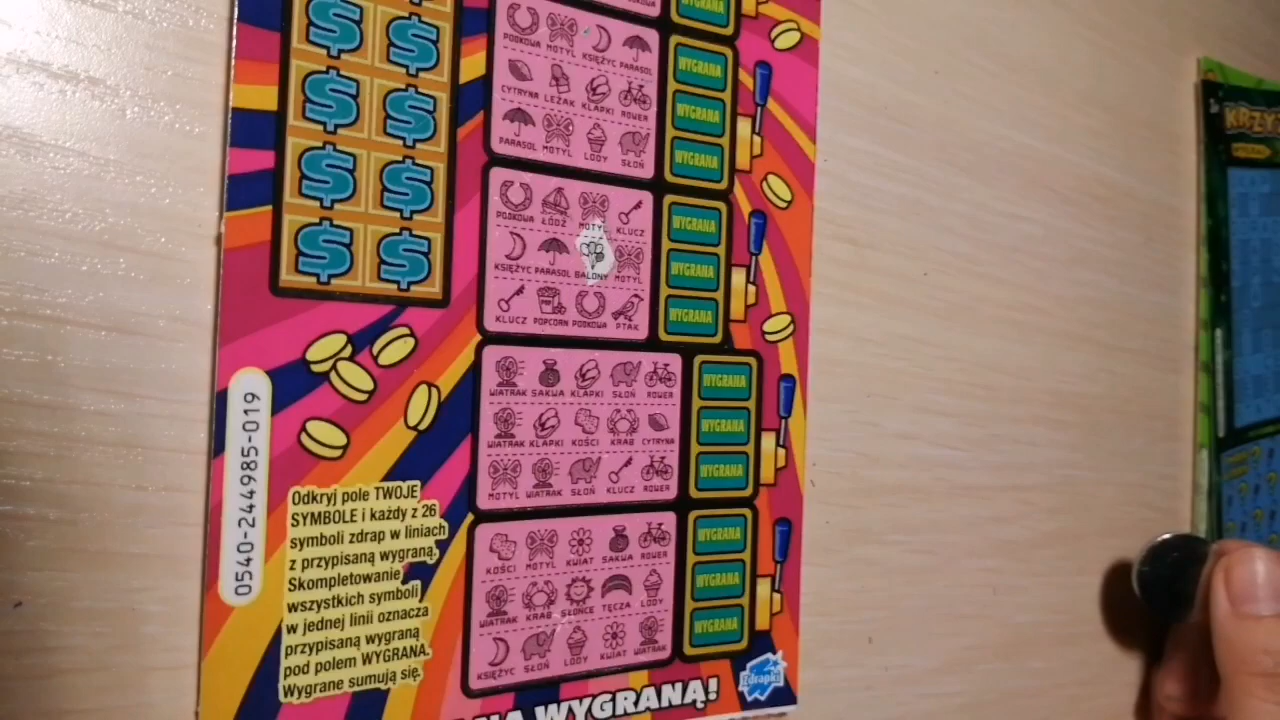 PODKOWA MOTYL KSIĘŻYC PARASOL
CYTRYNA LEŻAK KLAPKI ROWER
PARASOL MOTYL LODY SŁOŃ
WYGRANA
WYGRANA
WYGRANA
WYGRANA
PODKOWA ŁÓDŹ MOTYL KLUCZ
KSIĘŻYC PARASOL BALONY MOTYL
KLUCZ POPCORN PODKOWA PTAK
WYGRANA
WYGRANA
WYGRANA
WIATRAK SAKWA KLAPKI SŁOŃ ROWER
WIATRAK KLAPKI KOŚCI KRAB CYTRYNA
MOTYL WIATRAK SŁOŃ KLUCZ ROWER
WYGRANA
WYGRANA
WYGRANA
KOŚCI MOTYL KWIAT SAKWA ROWER
WIATRAK KRAB SŁOŃCE TĘCZA LODY
KSIĘŻYC SŁOŃ LODY KWIAT WIATRAK
WYGRANA
WYGRANA
WYGRANA
0540-244985-019
Odkryj pole TWOJE
SYMBOLE i każdy z 26
symboli zdrap w liniach
z przypisaną wygraną.
Skompletowanie
wszystkich symboli
w jednej linii oznacza
przypisaną wygraną
pod polem WYGRANA.
Wygrane sumują się.
NA WYGRANĄ!
Zdrapki